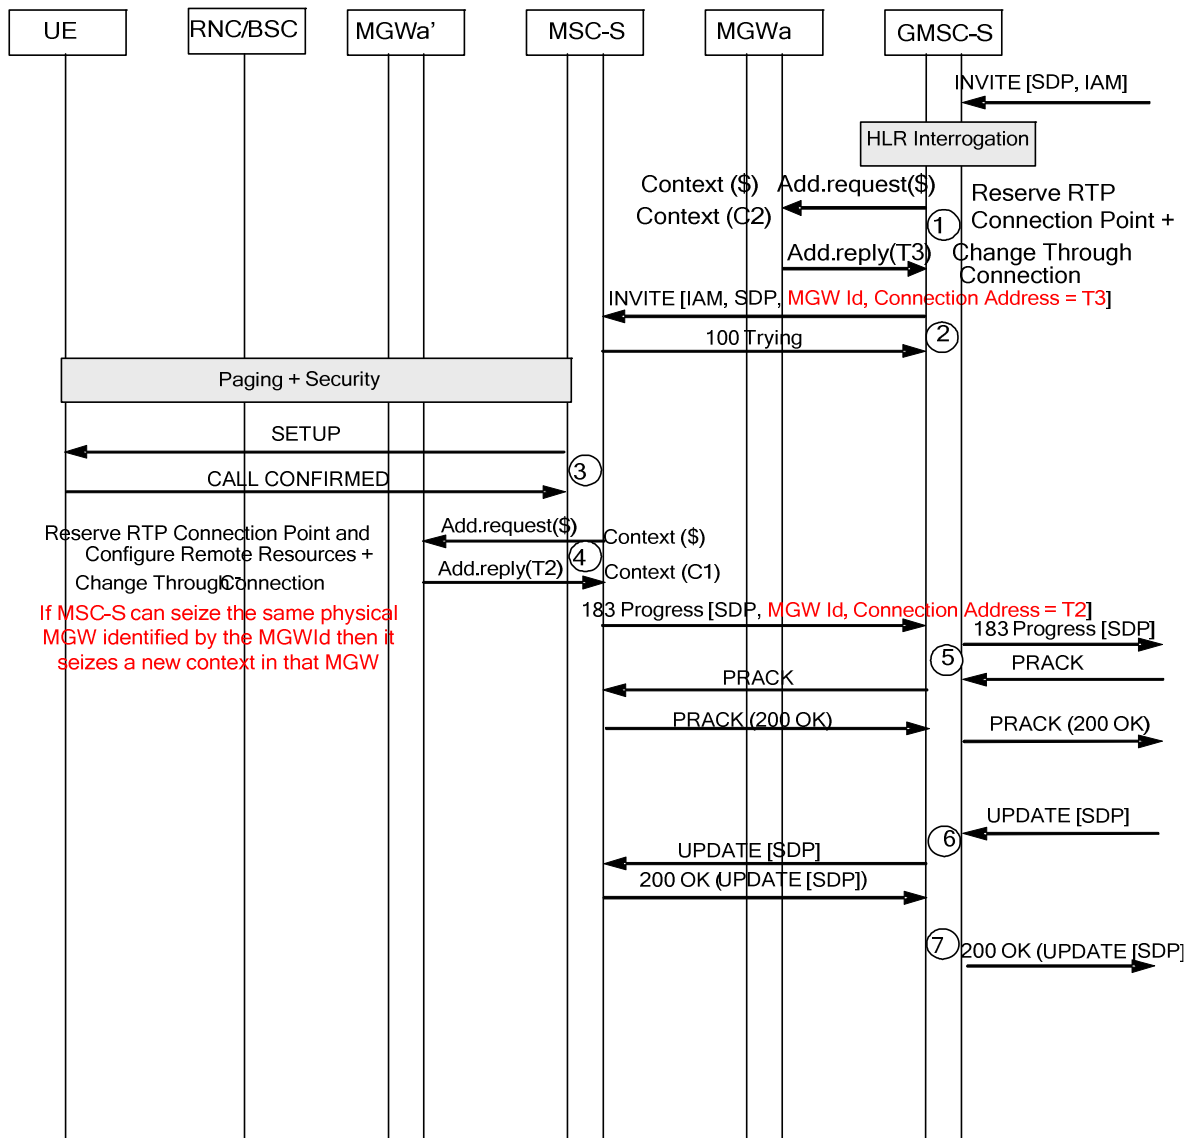 UE
RNC/BSC
MGWa’
MSC-S
MGWa
GMSC-S
INVITE [SDP, IAM]
HLR Interrogation
Context ($)
Add.request($)
Reserve RTP
Context (C2)
1
Connection Point +
Add.reply(T3)
Change Through
Connection
INVITE [IAM, SDP, MGW Id, Connection Address = T3]
100 Trying
2
Paging + Security
SETUP
3
CALL CONFIRMED
Reserve RTP Connection Point and
Add.request($)
Context ($)
Configure Remote Resources +
4
Change Through-Connection
Add.reply(T2)
Context (C1)
If MSC-S can seize the same physical
MGW identified by the MGWId then it
seizes a new context in that MGW
183 Progress [SDP, MGW Id, Connection Address = T2]
183 Progress [SDP]
5
PRACK
PRACK
PRACK (200 OK)
PRACK (200 OK)
UPDATE [SDP]
6
UPDATE [SDP]
200 OK (UPDATE [SDP])
7
200 OK (UPDATE [SDP]